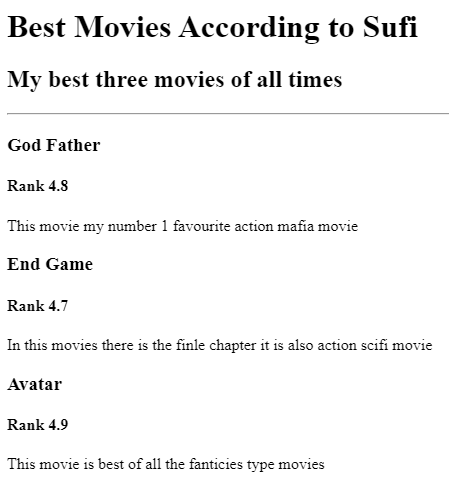 Best Movies According to Sufi
My best three movies of all times
God Father
Rank 4.8
This movie my number 1 favourite action mafia movie
End Game
Rank 4.7
In this movies there is the finle chapter it is also action scifi movie
Avatar
Rank 4.9
This movie is best of all the fanticies type movies